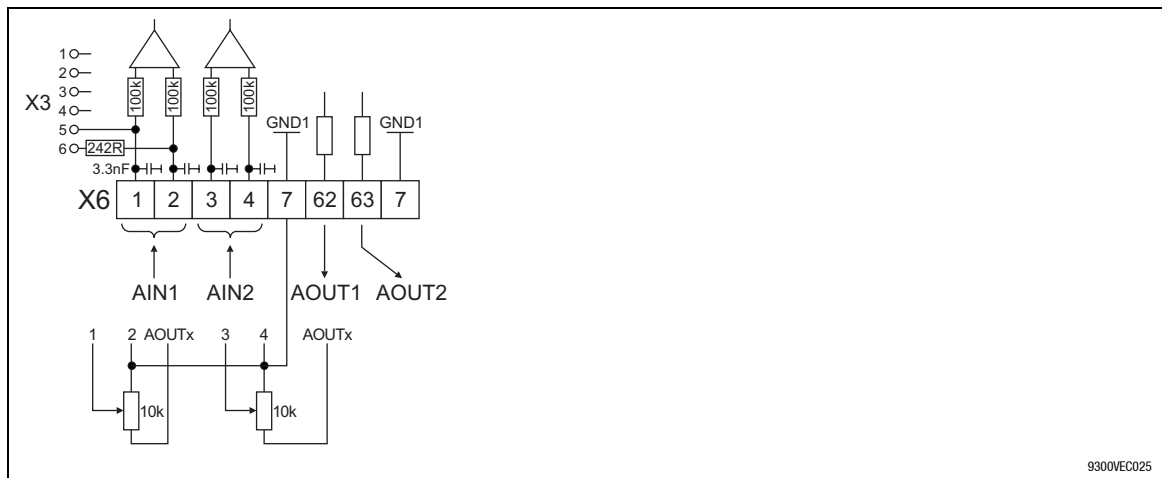 1
2
3
X3
4
5
6
242R
100k
100k
100k
100k
3.3nF
GND1
GND1
X6 1 2 3 4 7 62 63 7
AIN1 AIN2 AOUT1 AOUT2
1 2 AOUTx 3 4 AOUTx
10k 10k
9300VEC025